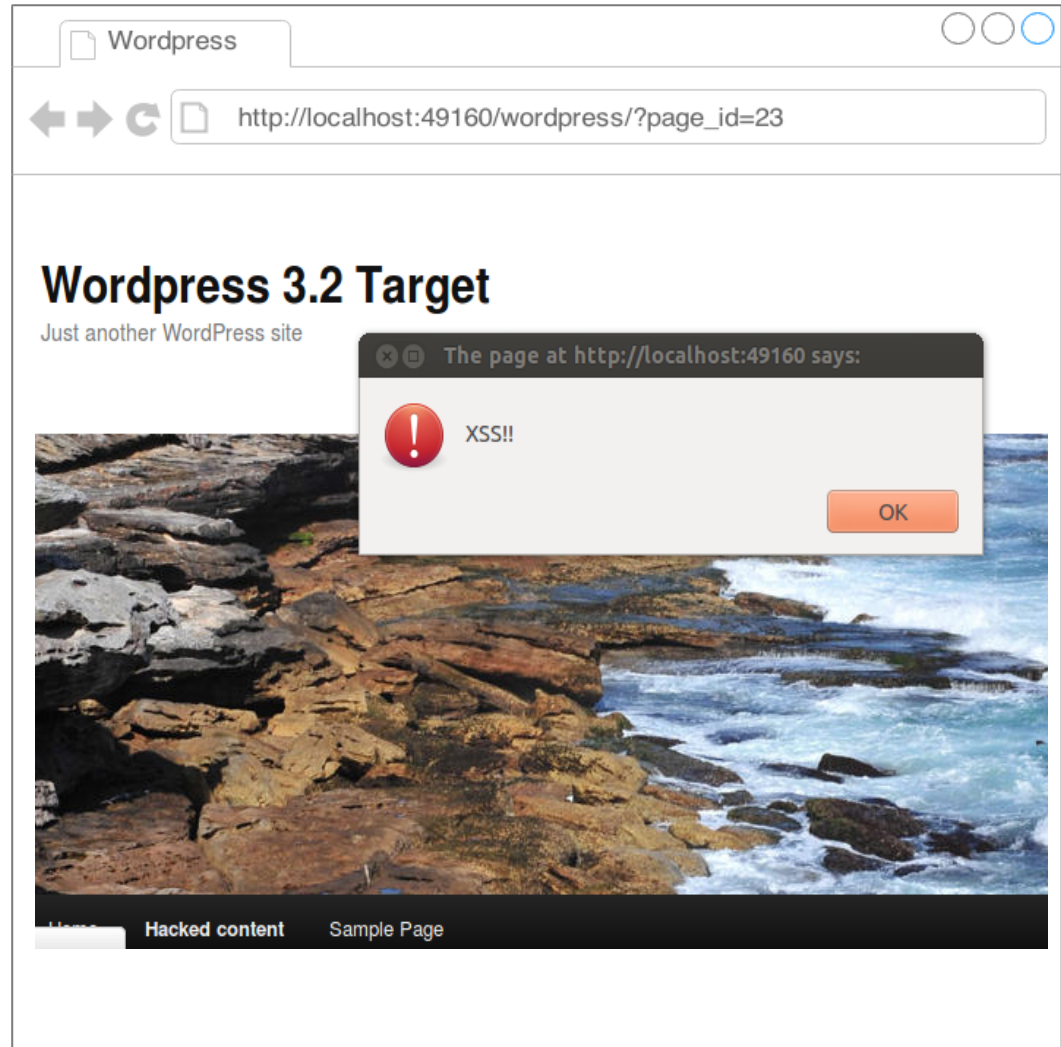 Wordpress
http://localhost:49160/wordpress/?page_id=23
Wordpress 3.2 Target
Just another WordPress site
The page at http://localhost:49160 says:
XSS!!
OK
Home Hacked content Sample Page